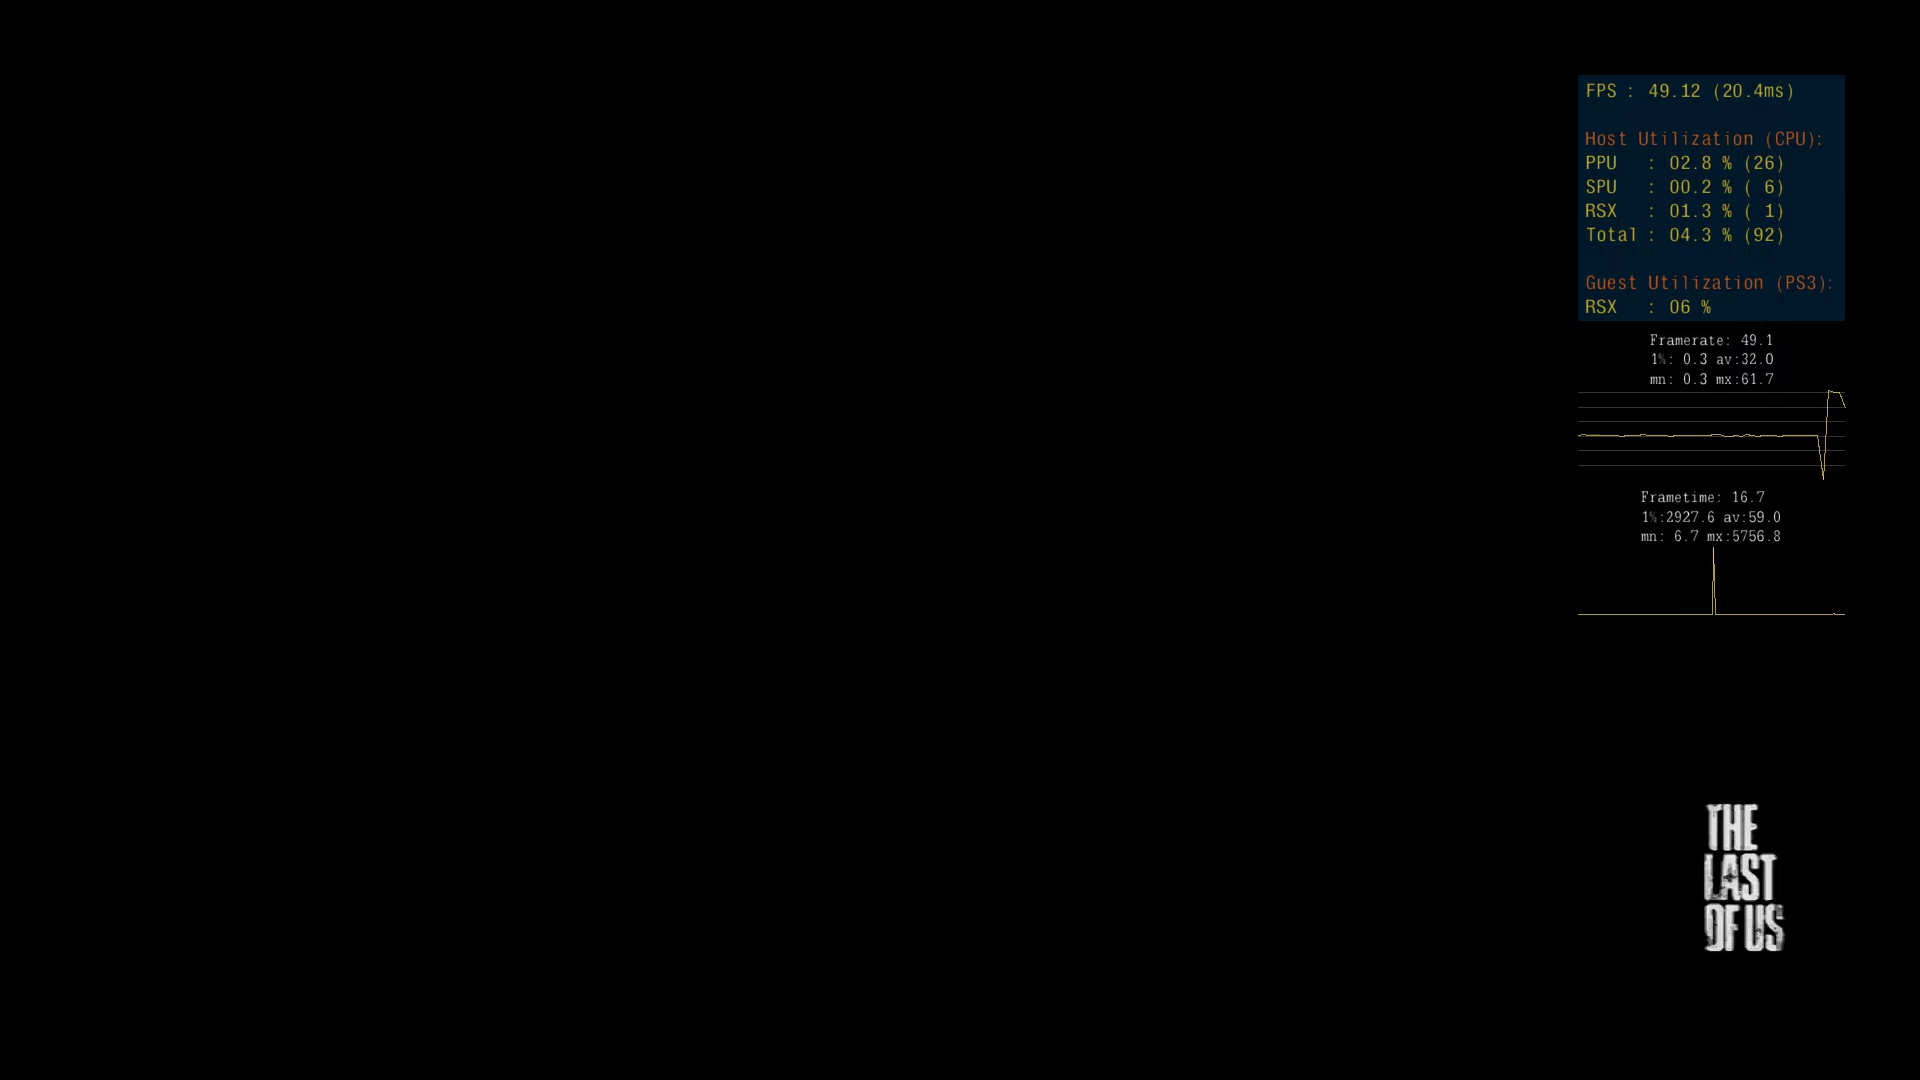 FPS : 49.12 (20.4ms)
Host Utilization (CPU):
PPU : 02.8 % (26)
SPU : 00.2 % ( 6)
RSX : 01.3 % ( 1)
Total : 04.3 % (92)
Guest Utilization (PS3):
RSX : 06 %
Framerate: 49.1
1%: 0.3 av:32.0
mn: 0.3 mx:61.7
Frametime: 16.7
1%:2927.6 av:59.0
mn: 6.7 mx:5756.8
THE
LAST
OF US